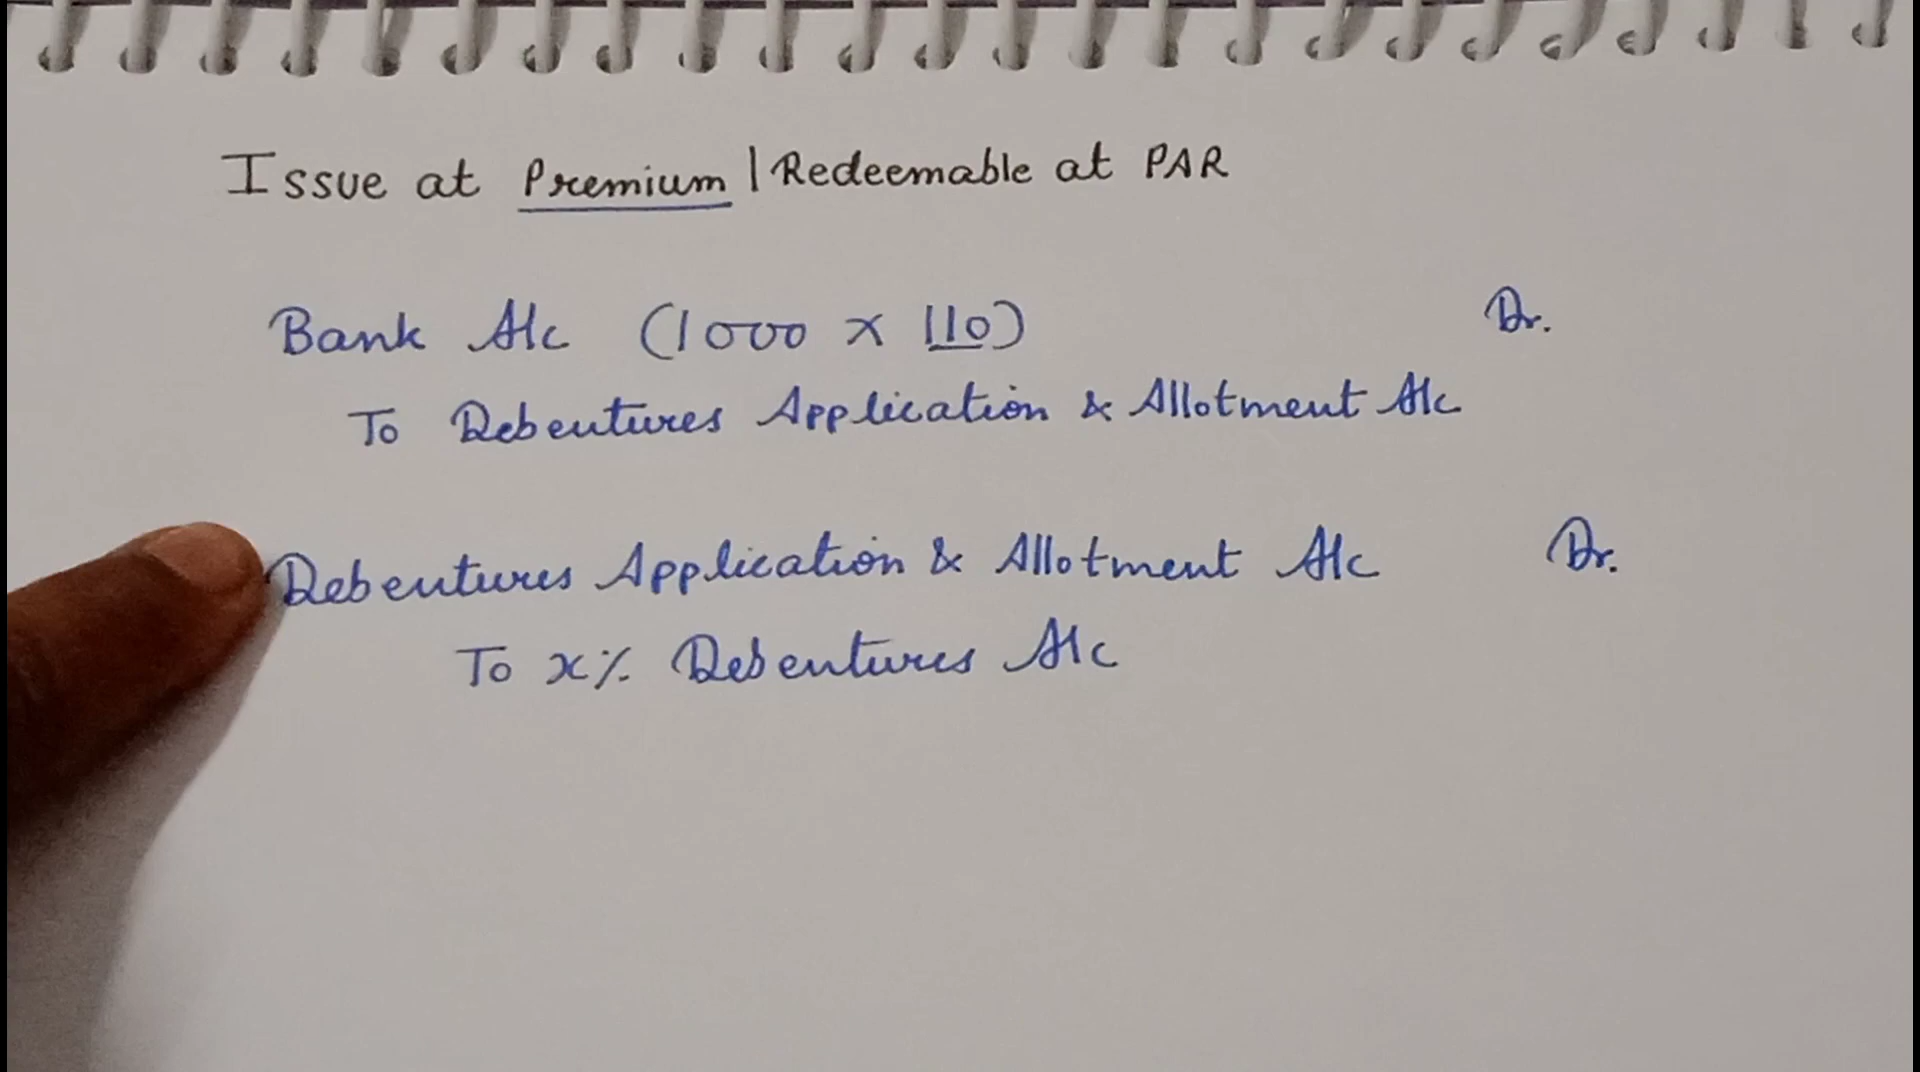 Issue at Premium | Redeemable at PAR
Bank A/c (1000 x 110) Dr.
To Debentures Application & Allotment A/c
Debentures Application & Allotment A/c Dr.
To x% Debentures A/c